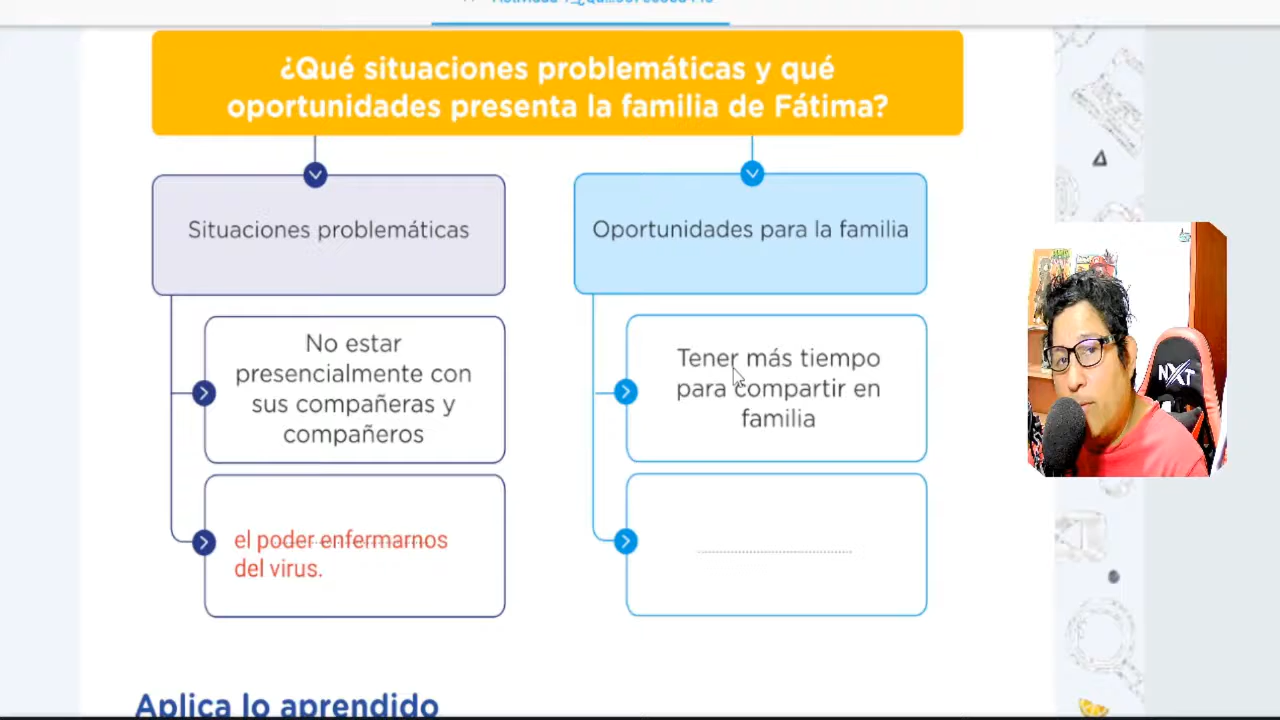 ¿Qué situaciones problemáticas y qué
oportunidades presenta la familia de Fátima?
Situaciones problemáticas
Oportunidades para la familia
No estar
presencialmente con
sus compañeras y
compañeros
Tener más tiempo
para compartir en
familia
el poder enfermarnos
del virus.
NXT
Aplica lo aprendido